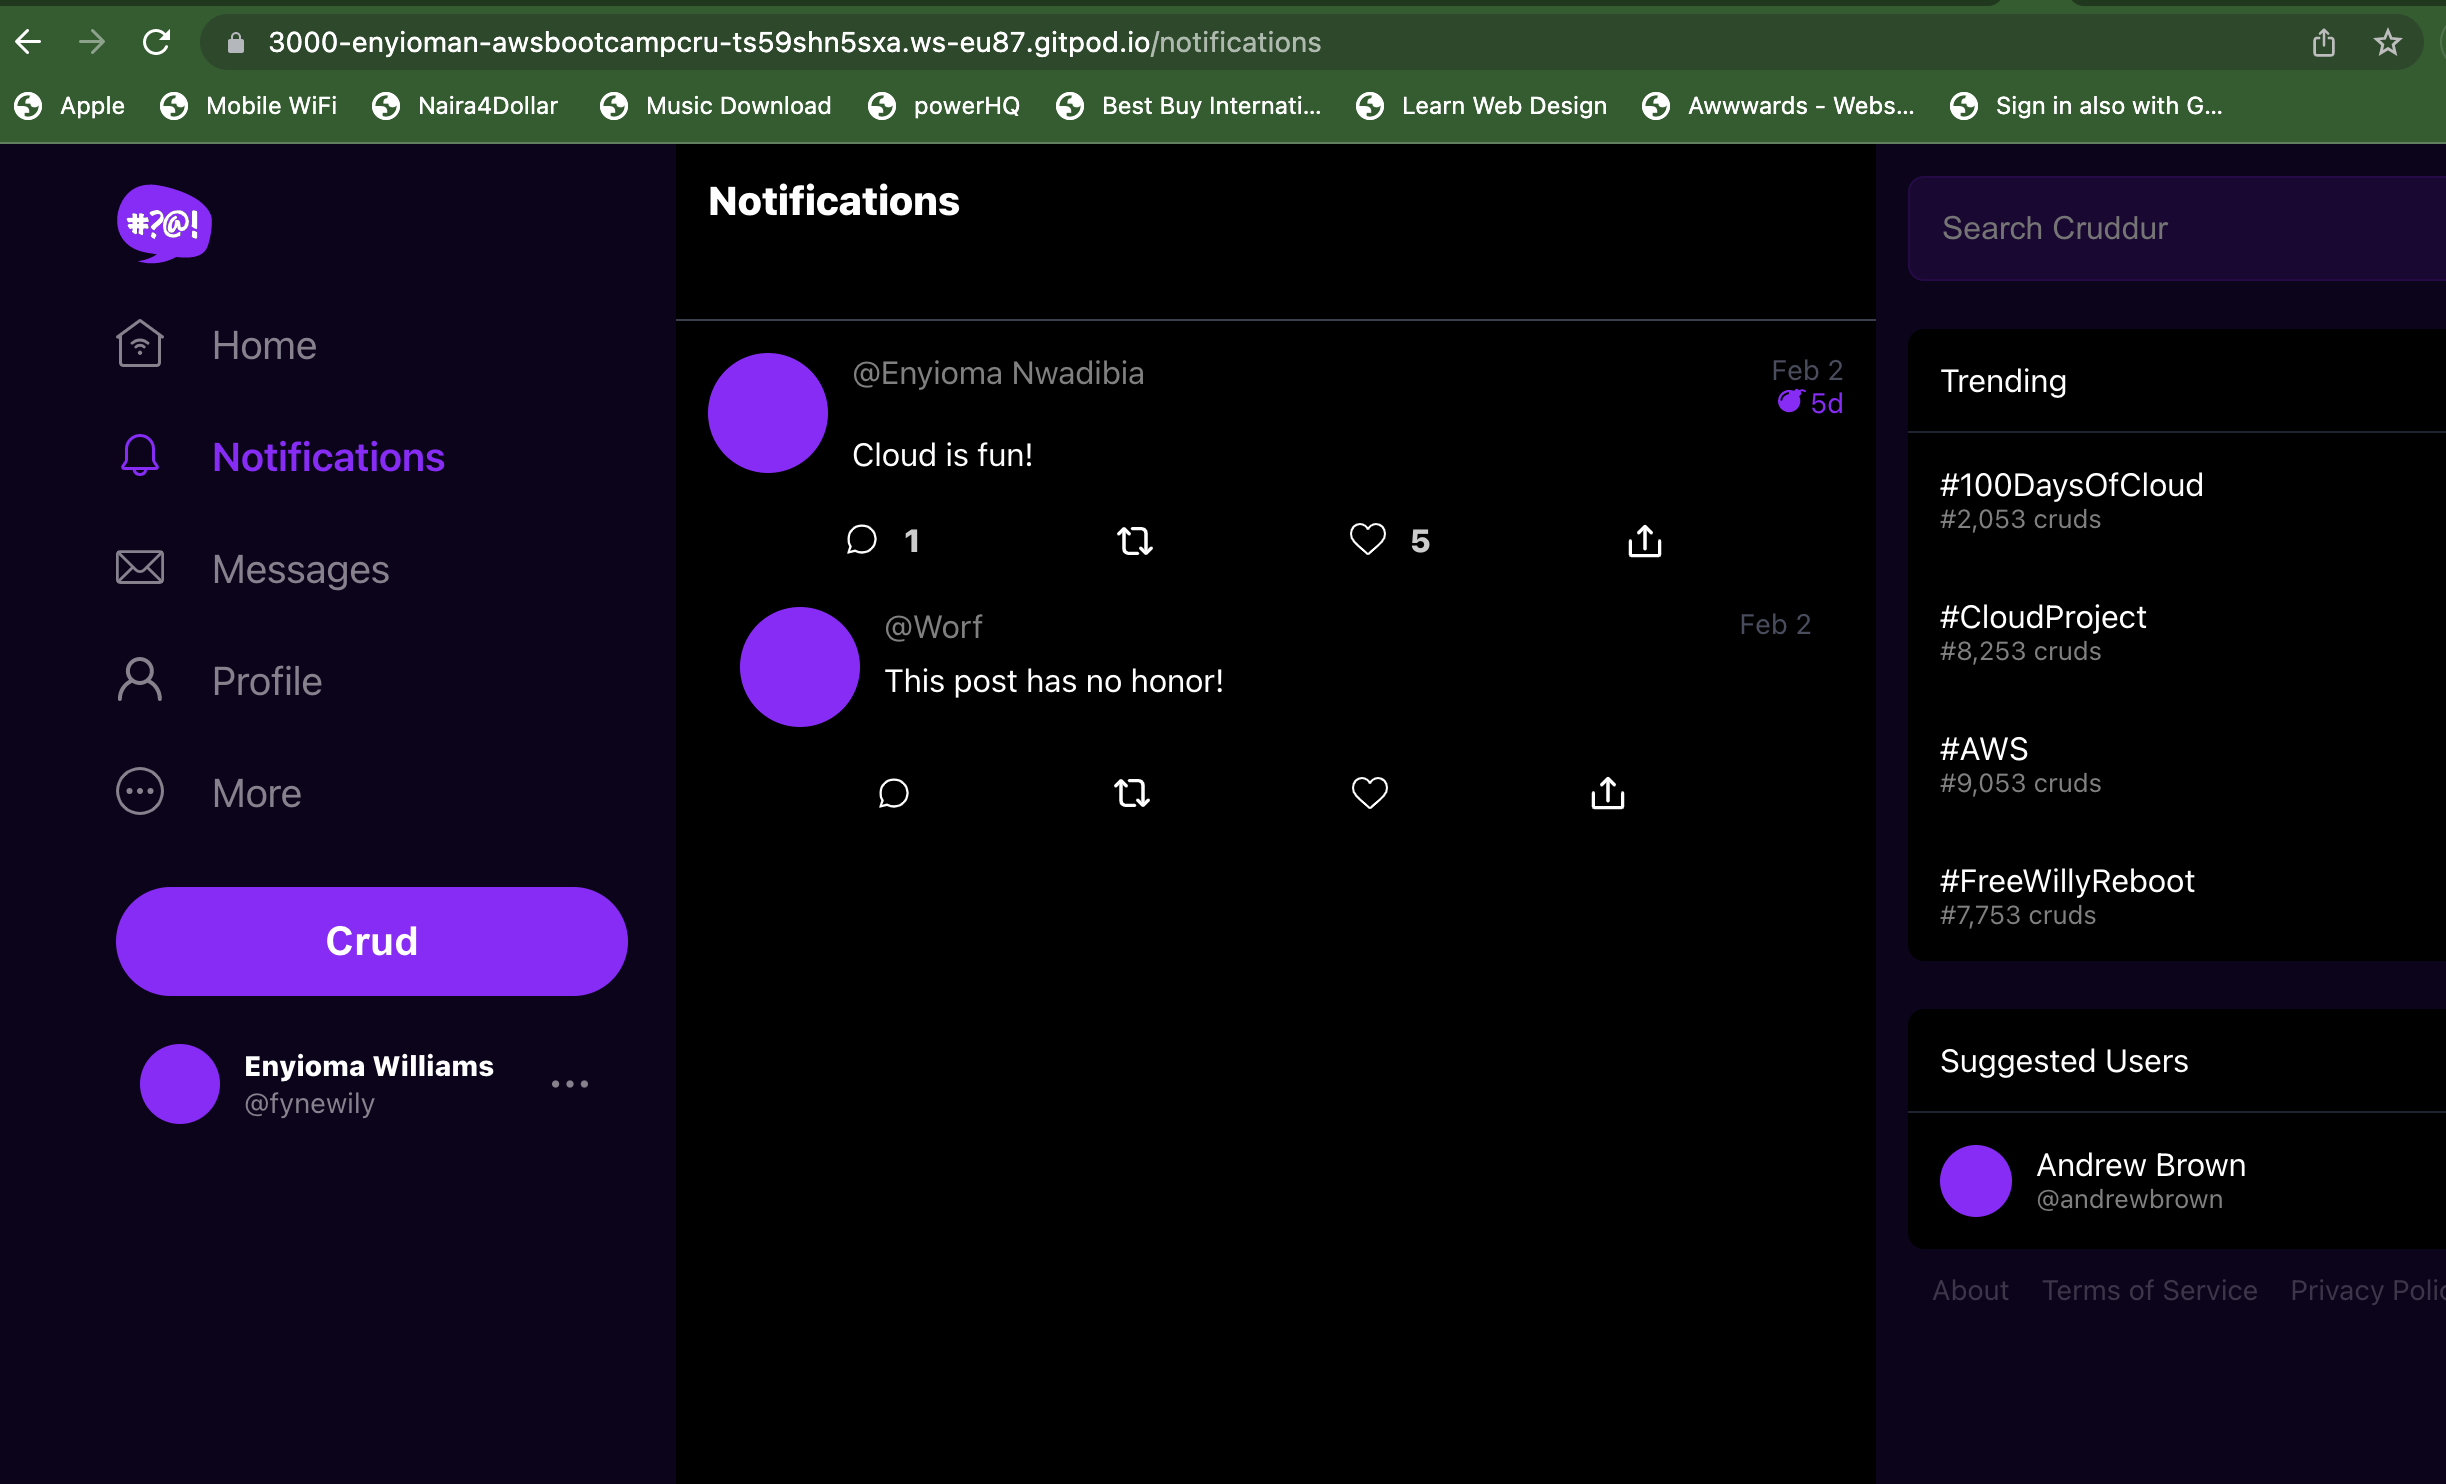 3000-enyioman-awsbootcampcru-ts59shn5sxa.ws-eu87.gitpod.io/notifications
Apple Mobile WiFi Naira4Dollar Music Download powerHQ Best Buy Internati... Learn Web Design Awwwards - Webs... Sign in also with G...
#?@!
Home
Notifications
Messages
Profile
More
Crud
Enyioma Williams
@fynewily
Notifications
@Enyioma Nwadibia
Feb 2
5d
Cloud is fun!
1 5
@Worf
Feb 2
This post has no honor!
Search Cruddur
Trending
#100DaysOfCloud
#2,053 cruds
#CloudProject
#8,253 cruds
#AWS
#9,053 cruds
#FreeWillyReboot
#7,753 cruds
Suggested Users
Andrew Brown
@andrewbrown
About Terms of Service Privacy Polic